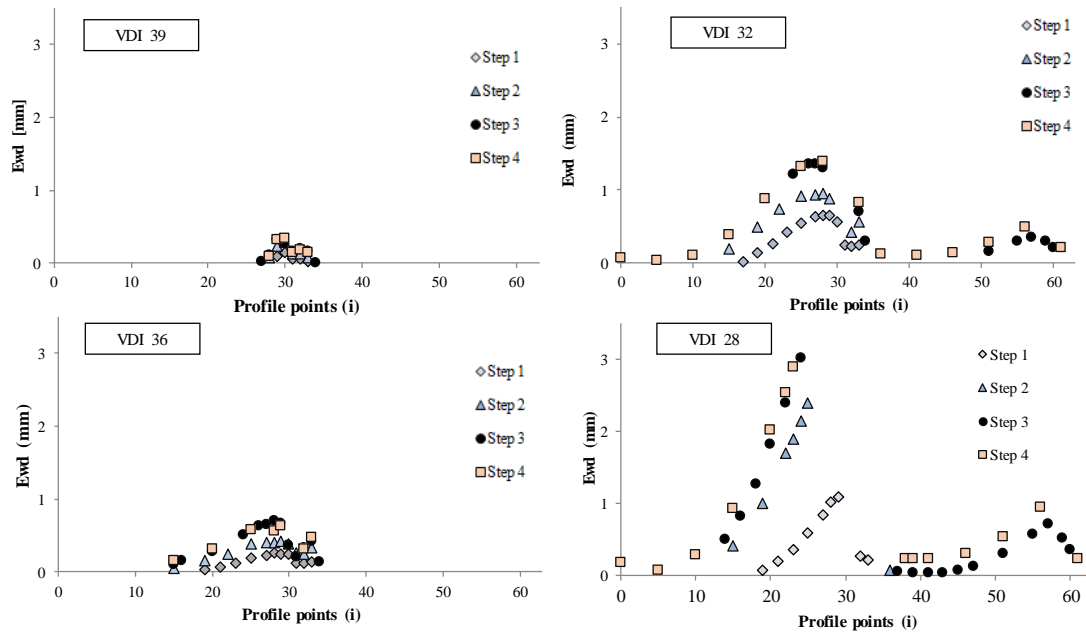 VDI 39
Ewd [mm]
3
2
1
0
Step 1
Step 2
Step 3
Step 4
0 10 20 30 40 50 60
Profile points (i)
VDI 32
Ewd (mm)
3
2
1
0
Step 1
Step 2
Step 3
Step 4
0 10 20 30 40 50 60
Profile points (i)
VDI 36
Ewd (mm)
3
2
1
0
Step 1
Step 2
Step 3
Step 4
0 10 20 30 40 50 60
Profile points (i)
VDI 28
Ewd (mm)
3
2
1
0
Step 1
Step 2
Step 3
Step 4
0 10 20 30 40 50 60
Profile points (i)